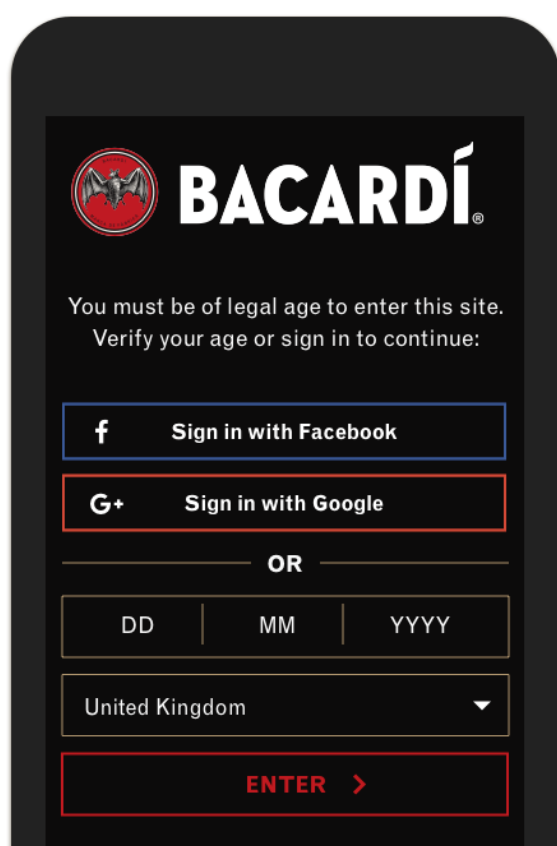 BACARDÍ®
You must be of legal age to enter this site.
Verify your age or sign in to continue:
f Sign in with Facebook
G+ Sign in with Google
OR
DD MM YYYY
United Kingdom
ENTER